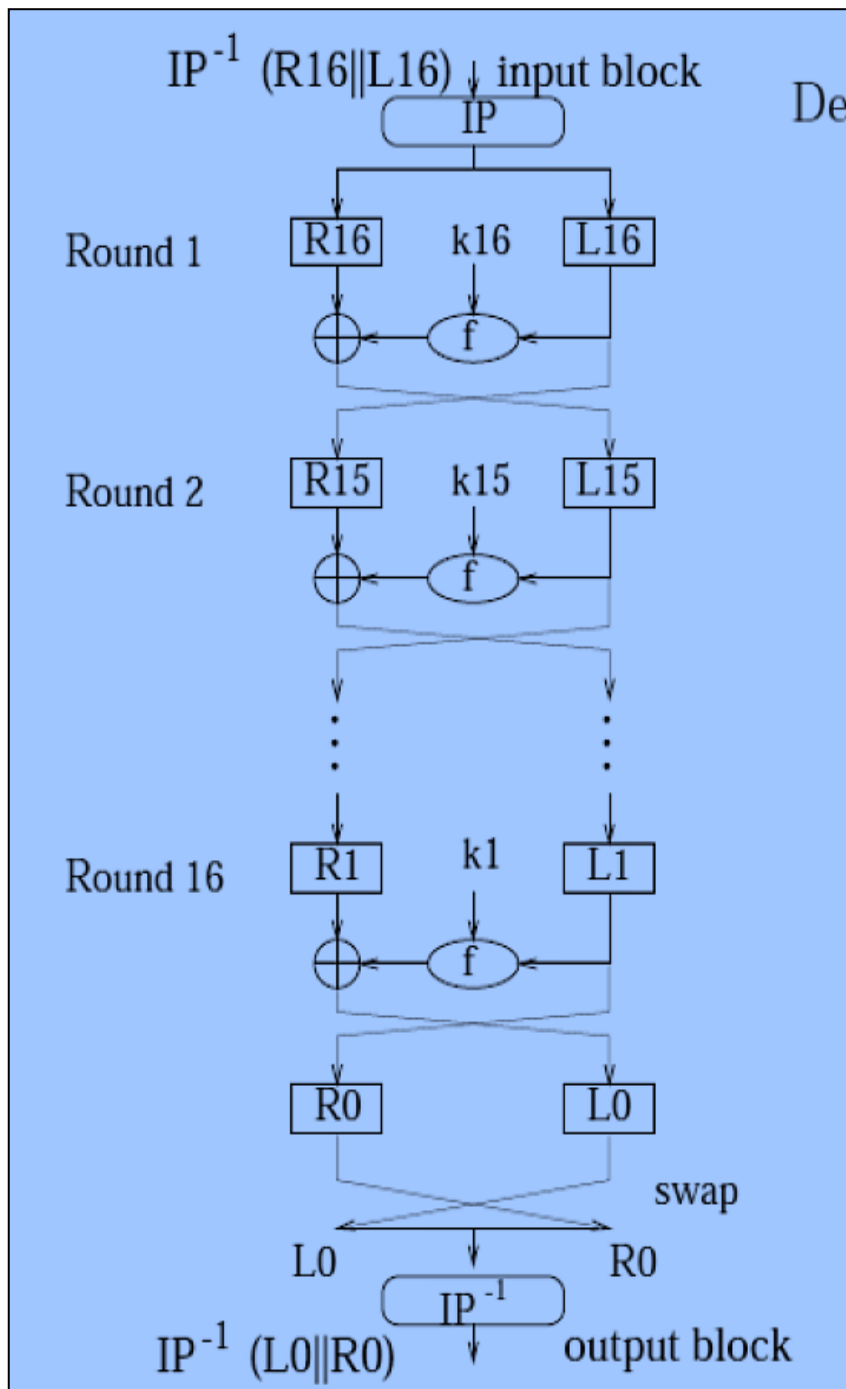 IP⁻¹ (R16||L16) input block
De
IP
Round 1 R16 k16 L16
f
Round 2 R15 k15 L15
f
Round 16 R1 k1 L1
f
R0 L0
swap
L0 R0
IP⁻¹
IP⁻¹ (L0||R0) output block